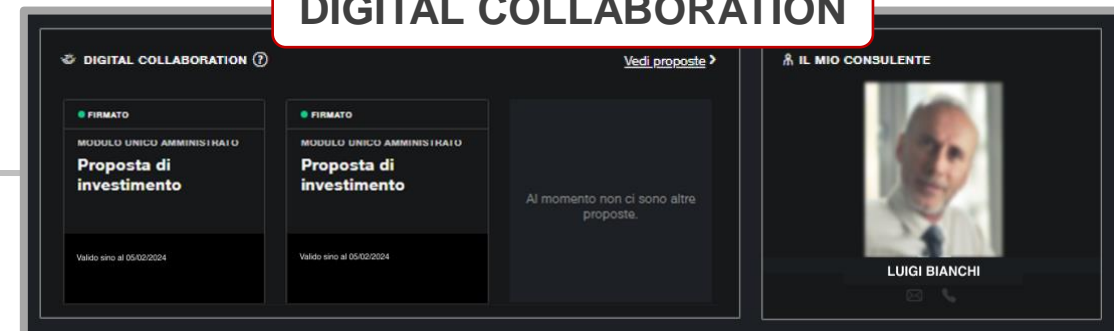 DIGITAL COLLABORATION
DIGITAL COLLABORATION ?
Vedi proposte >
FIRMATO
MODULO UNICO AMMINISTRATO
Proposta di
investimento
Valido sino al 05/02/2024
FIRMATO
MODULO UNICO AMMINISTRATO
Proposta di
investimento
Valido sino al 05/02/2024
Al momento non ci sono altre
proposte.
IL MIO CONSULENTE
LUIGI BIANCHI